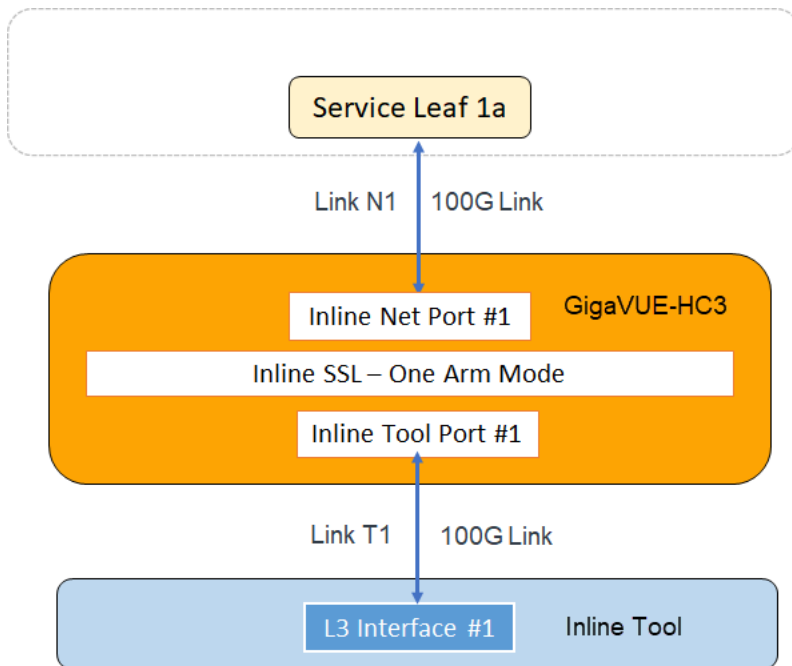 Service Leaf 1a
Link N1
100G Link
Inline Net Port #1
GigaVUE-HC3
Inline SSL – One Arm Mode
Inline Tool Port #1
Link T1
100G Link
L3 Interface #1
Inline Tool